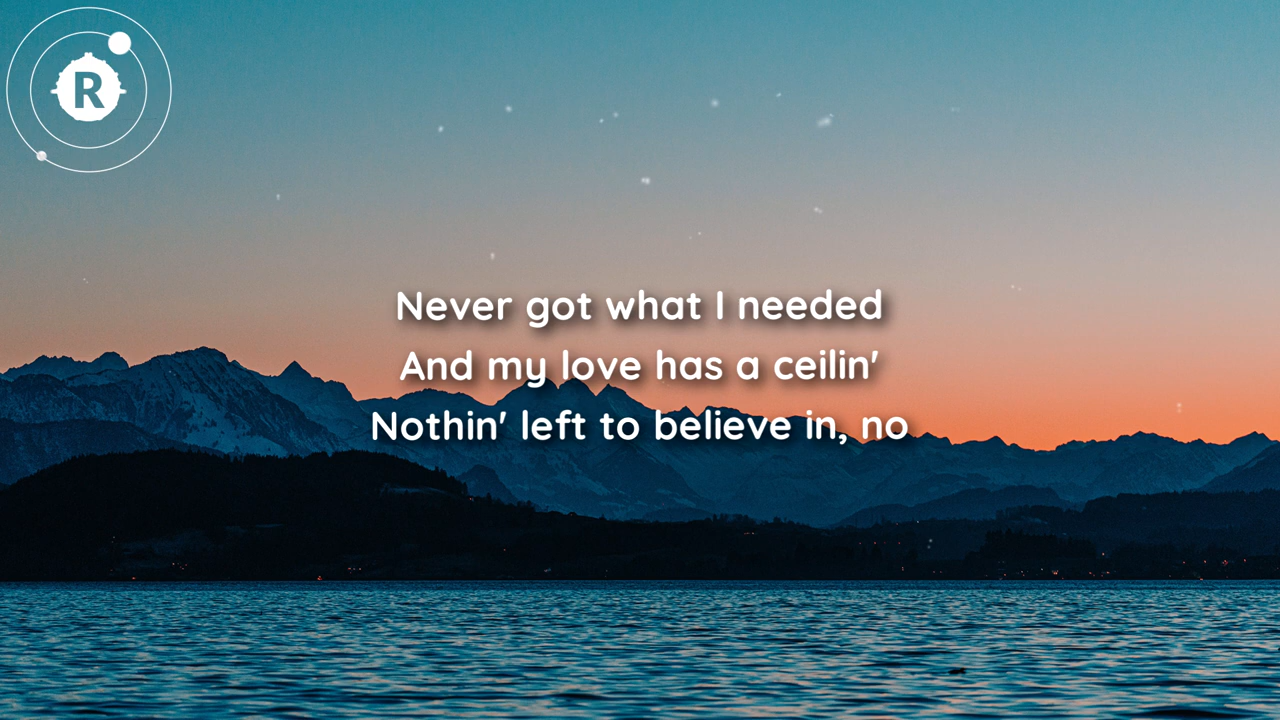 R
Never got what I needed
And my love has a ceilin'
Nothin' left to believe in, no